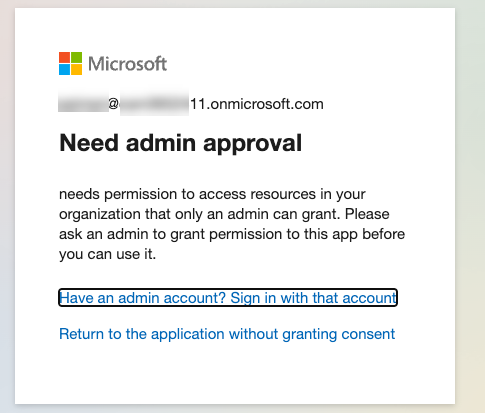 Microsoft
@ 11.onmicrosoft.com
Need admin approval
needs permission to access resources in your
organization that only an admin can grant. Please
ask an admin to grant permission to this app before
you can use it.
Have an admin account? Sign in with that account
Return to the application without granting consent